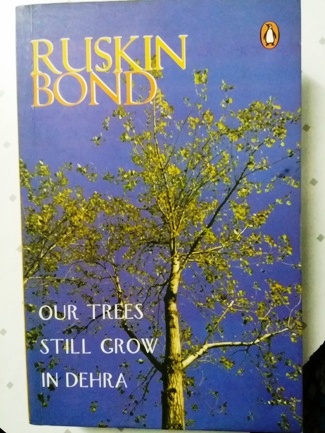 RUSKIN
BOND
OUR TREES
STILL GROW
IN DEHRA